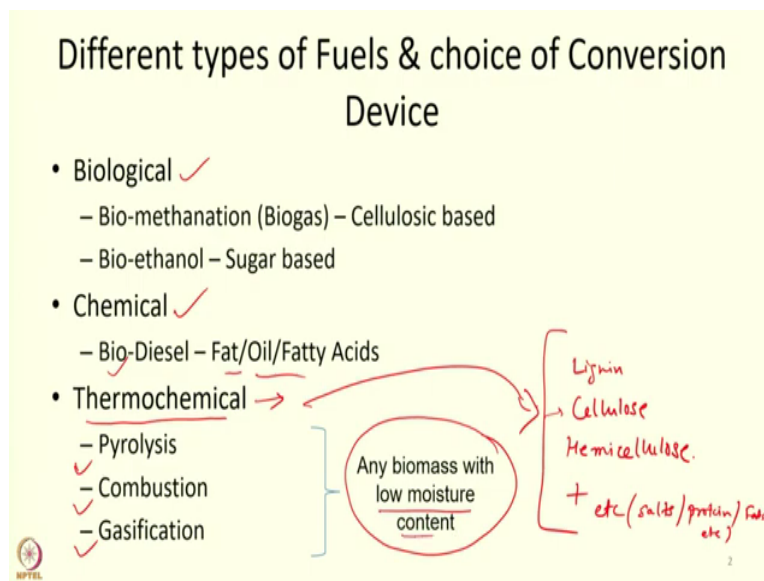 Different types of Fuels & choice of Conversion
Device
• Biological
– Bio-methanation (Biogas) – Cellulosic based
– Bio-ethanol – Sugar based
• Chemical
– Bio-Diesel – Fat/Oil/Fatty Acids
• Thermochemical
– Pyrolysis
– Combustion
– Gasification
Any biomass with
low moisture
content
Lignin
Cellulose
Hemicellulose.
+ etc (salts/protein/
etc)
NPTEL
2